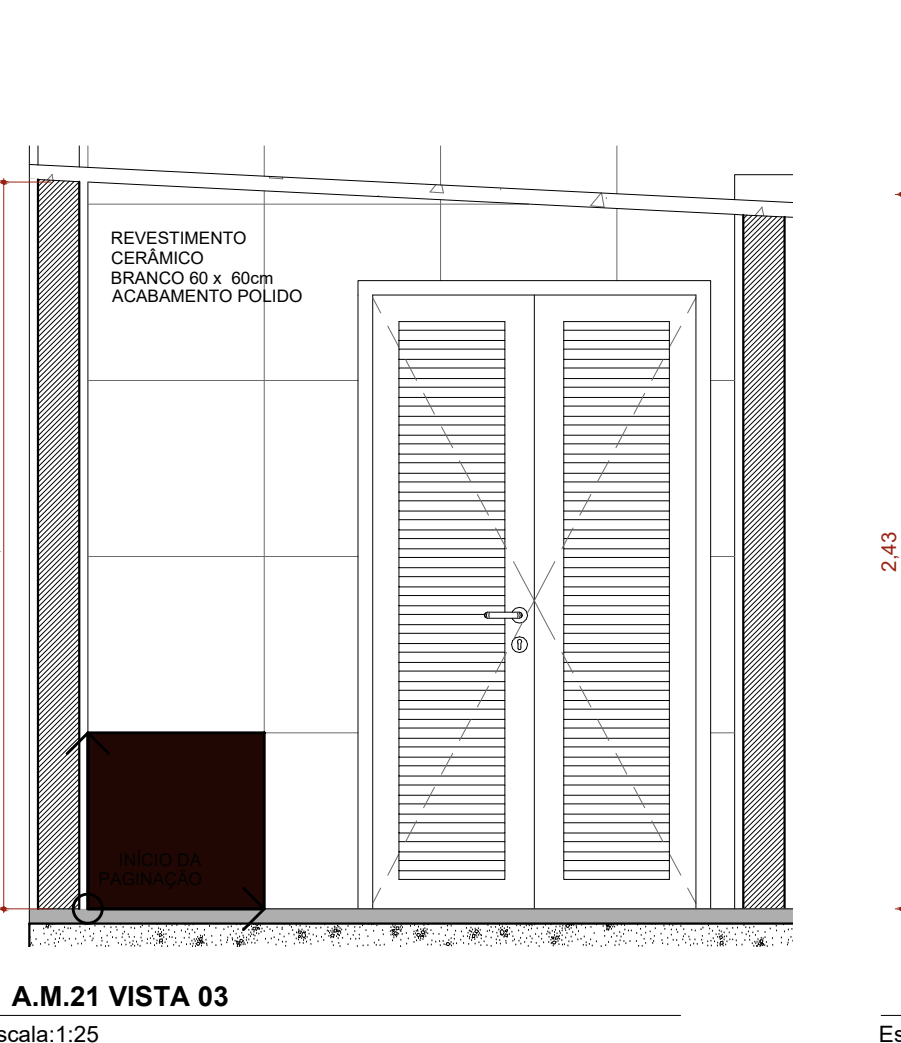 REVESTIMENTO
CERÂMICO
BRANCO 60 x 60cm
ACABAMENTO POLIDO
2,43
INÍCIO DA
PAGINAÇÃO
A.M.21 VISTA 03
scala:1:25
Es